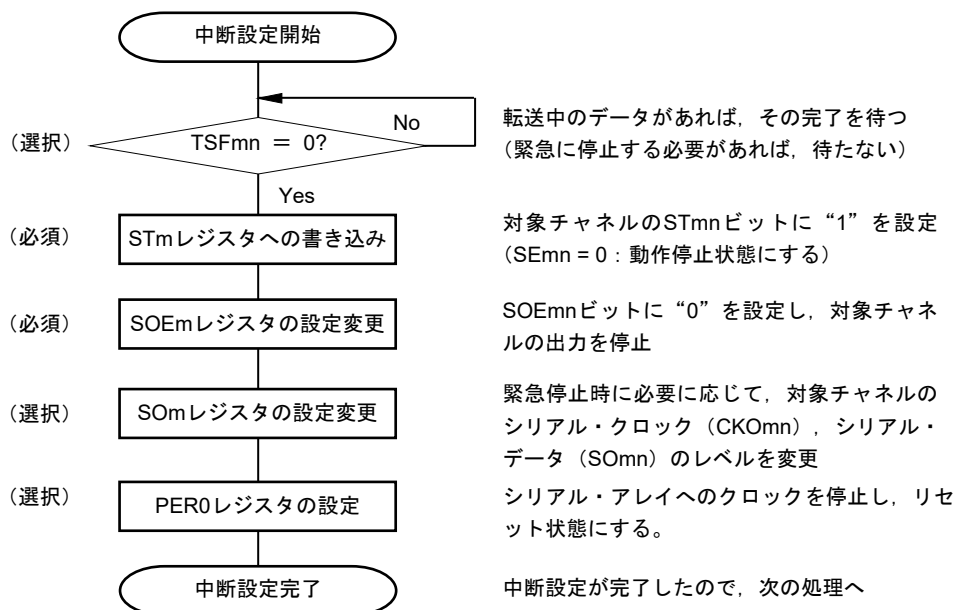 中断設定開始
No
（選択）
TSFmn ＝ 0?
転送中のデータがあれば，その完了を待つ
（緊急に停止する必要があれば，待たない）
Yes
（必須）
STmレジスタへの書き込み
対象チャネルのSTmnビットに“1”を設定
（SEmn = 0：動作停止状態にする）
（必須）
SOEmレジスタの設定変更
SOEmnビットに“0”を設定し，対象チャネ
ルの出力を停止
（選択）
SOmレジスタの設定変更
緊急停止時に必要に応じて，対象チャネルの
シリアル・クロック（CKOmn）, シリアル・
データ（SOmn）のレベルを変更
（選択）
PER0レジスタの設定
シリアル・アレイへのクロックを停止し，リセ
ット状態にする。
中断設定完了
中断設定が完了したので，次の処理へ